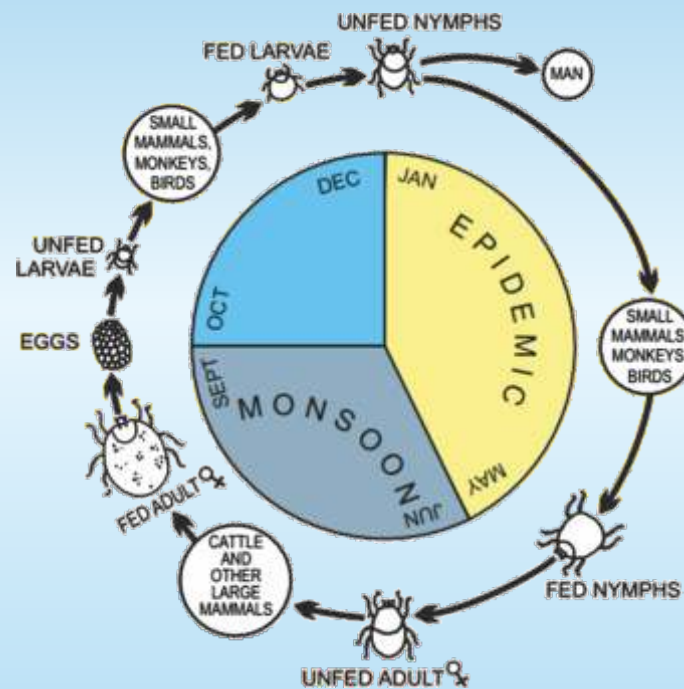 UNFED NYMPHS
FED LARVAE
MAN
SMALL
MAMMALS,
MONKEYS,
BIRDS
DEC
JAN
EPIDEMIC
UNFED
LARVAE
OCT
EGGS
SEPT
MONSOON
SMALL
MAMMALS
MONKEYS
BIRDS
MAY
JUN
FED ADULT♀
CATTLE
AND
OTHER
LARGE
MAMMALS
FED NYMPHS
UNFED ADULT♀